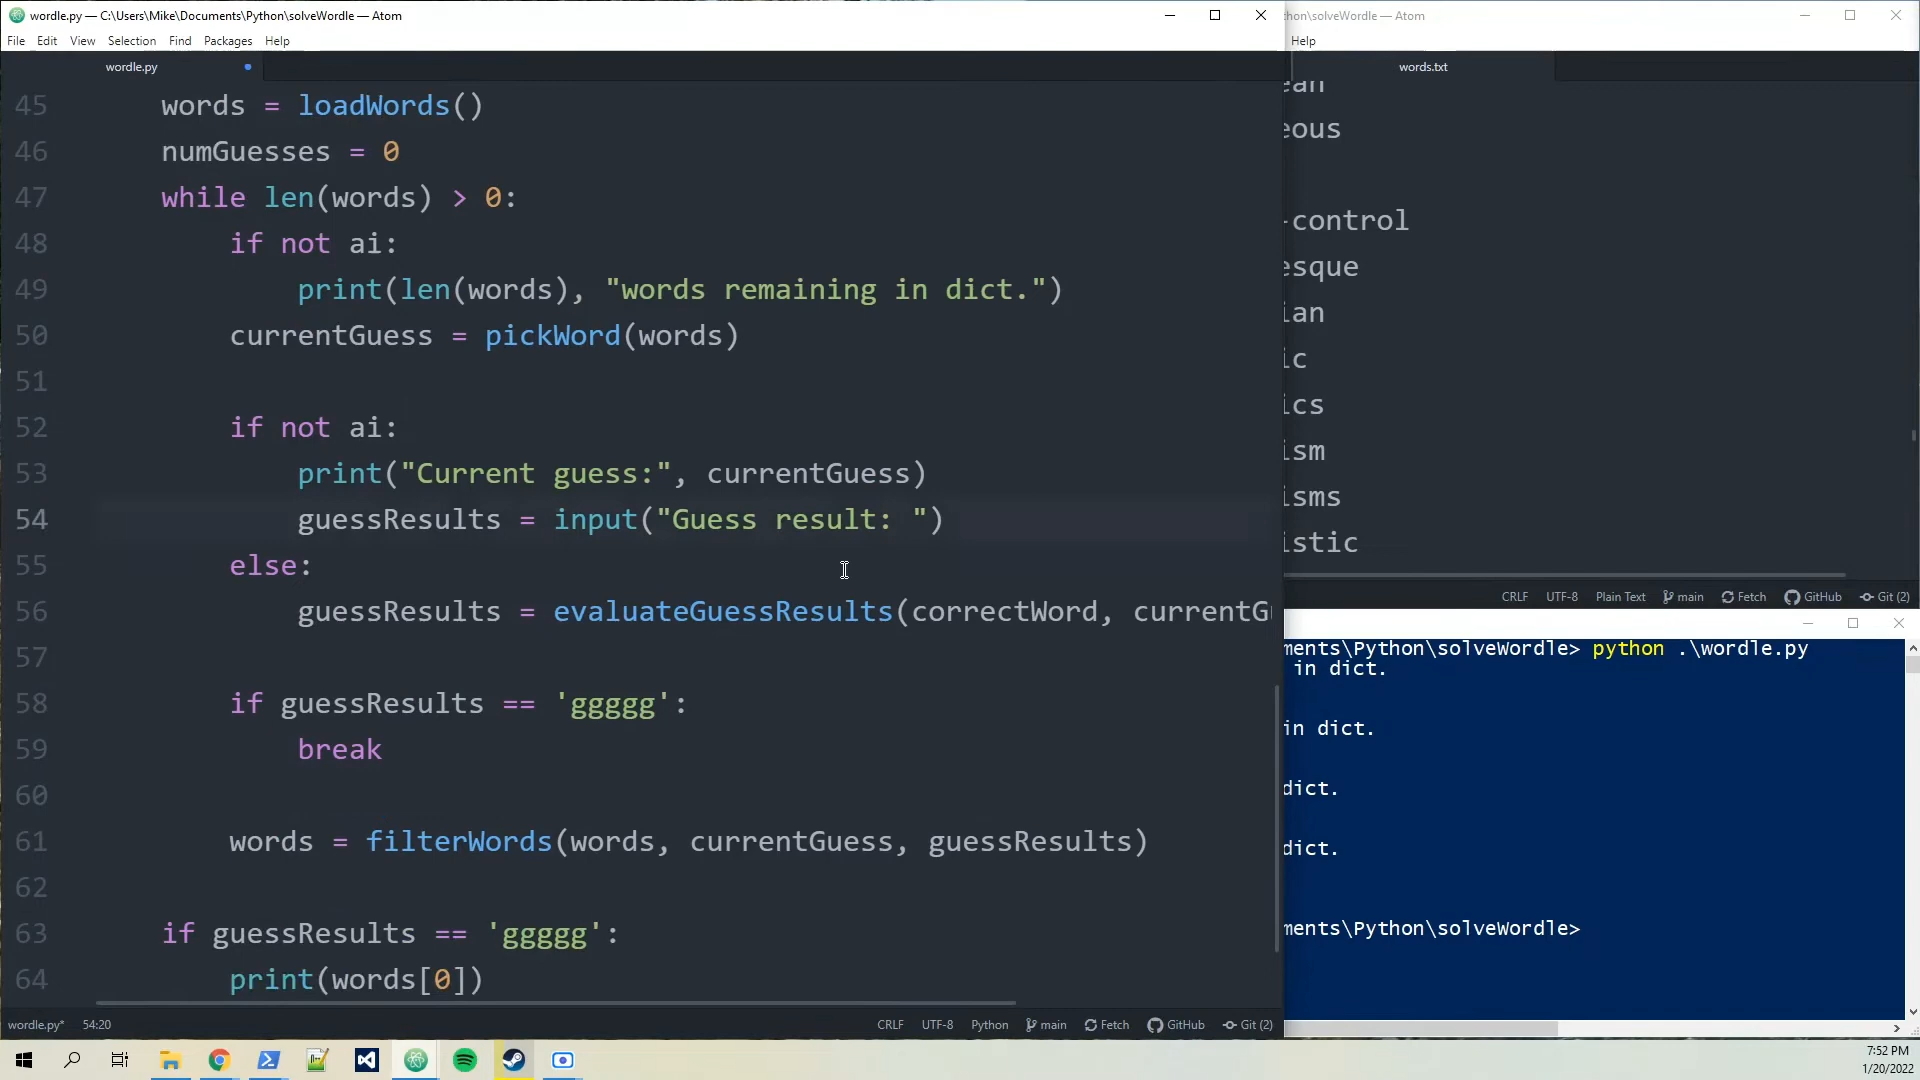 wordle.py — C:\Users\Mike\Documents\Python\solveWordle — Atom
File Edit View Selection Find Packages Help
wordle.py
45 words = loadWords()
46 numGuesses = 0
47 while len(words) > 0:
48 if not ai:
49 print(len(words), "words remaining in dict.")
50 currentGuess = pickWord(words)
51
52 if not ai:
53 print("Current guess:", currentGuess)
54 guessResults = input("Guess result: ")
55 else:
56 guessResults = evaluateGuessResults(correctWord, currentG
57
58 if guessResults == 'ggggg':
59 break
60
61 words = filterWords(words, currentGuess, guessResults)
62
63 if guessResults == 'ggggg':
64 print(words[0])
wordle.py* 54:20 CRLF UTF-8 Python main Fetch GitHub Git (2)
thon\solveWordle — Atom
Help
words.txt
ean
eous
-control
esque
ian
ic
ics
ism
isms
istic
CRLF UTF-8 Plain Text main Fetch GitHub Git (2)
ments\Python\solveWordle> python .\wordle.py
in dict.
in dict.
dict.
dict.
ments\Python\solveWordle>
7:52 PM
1/20/2022